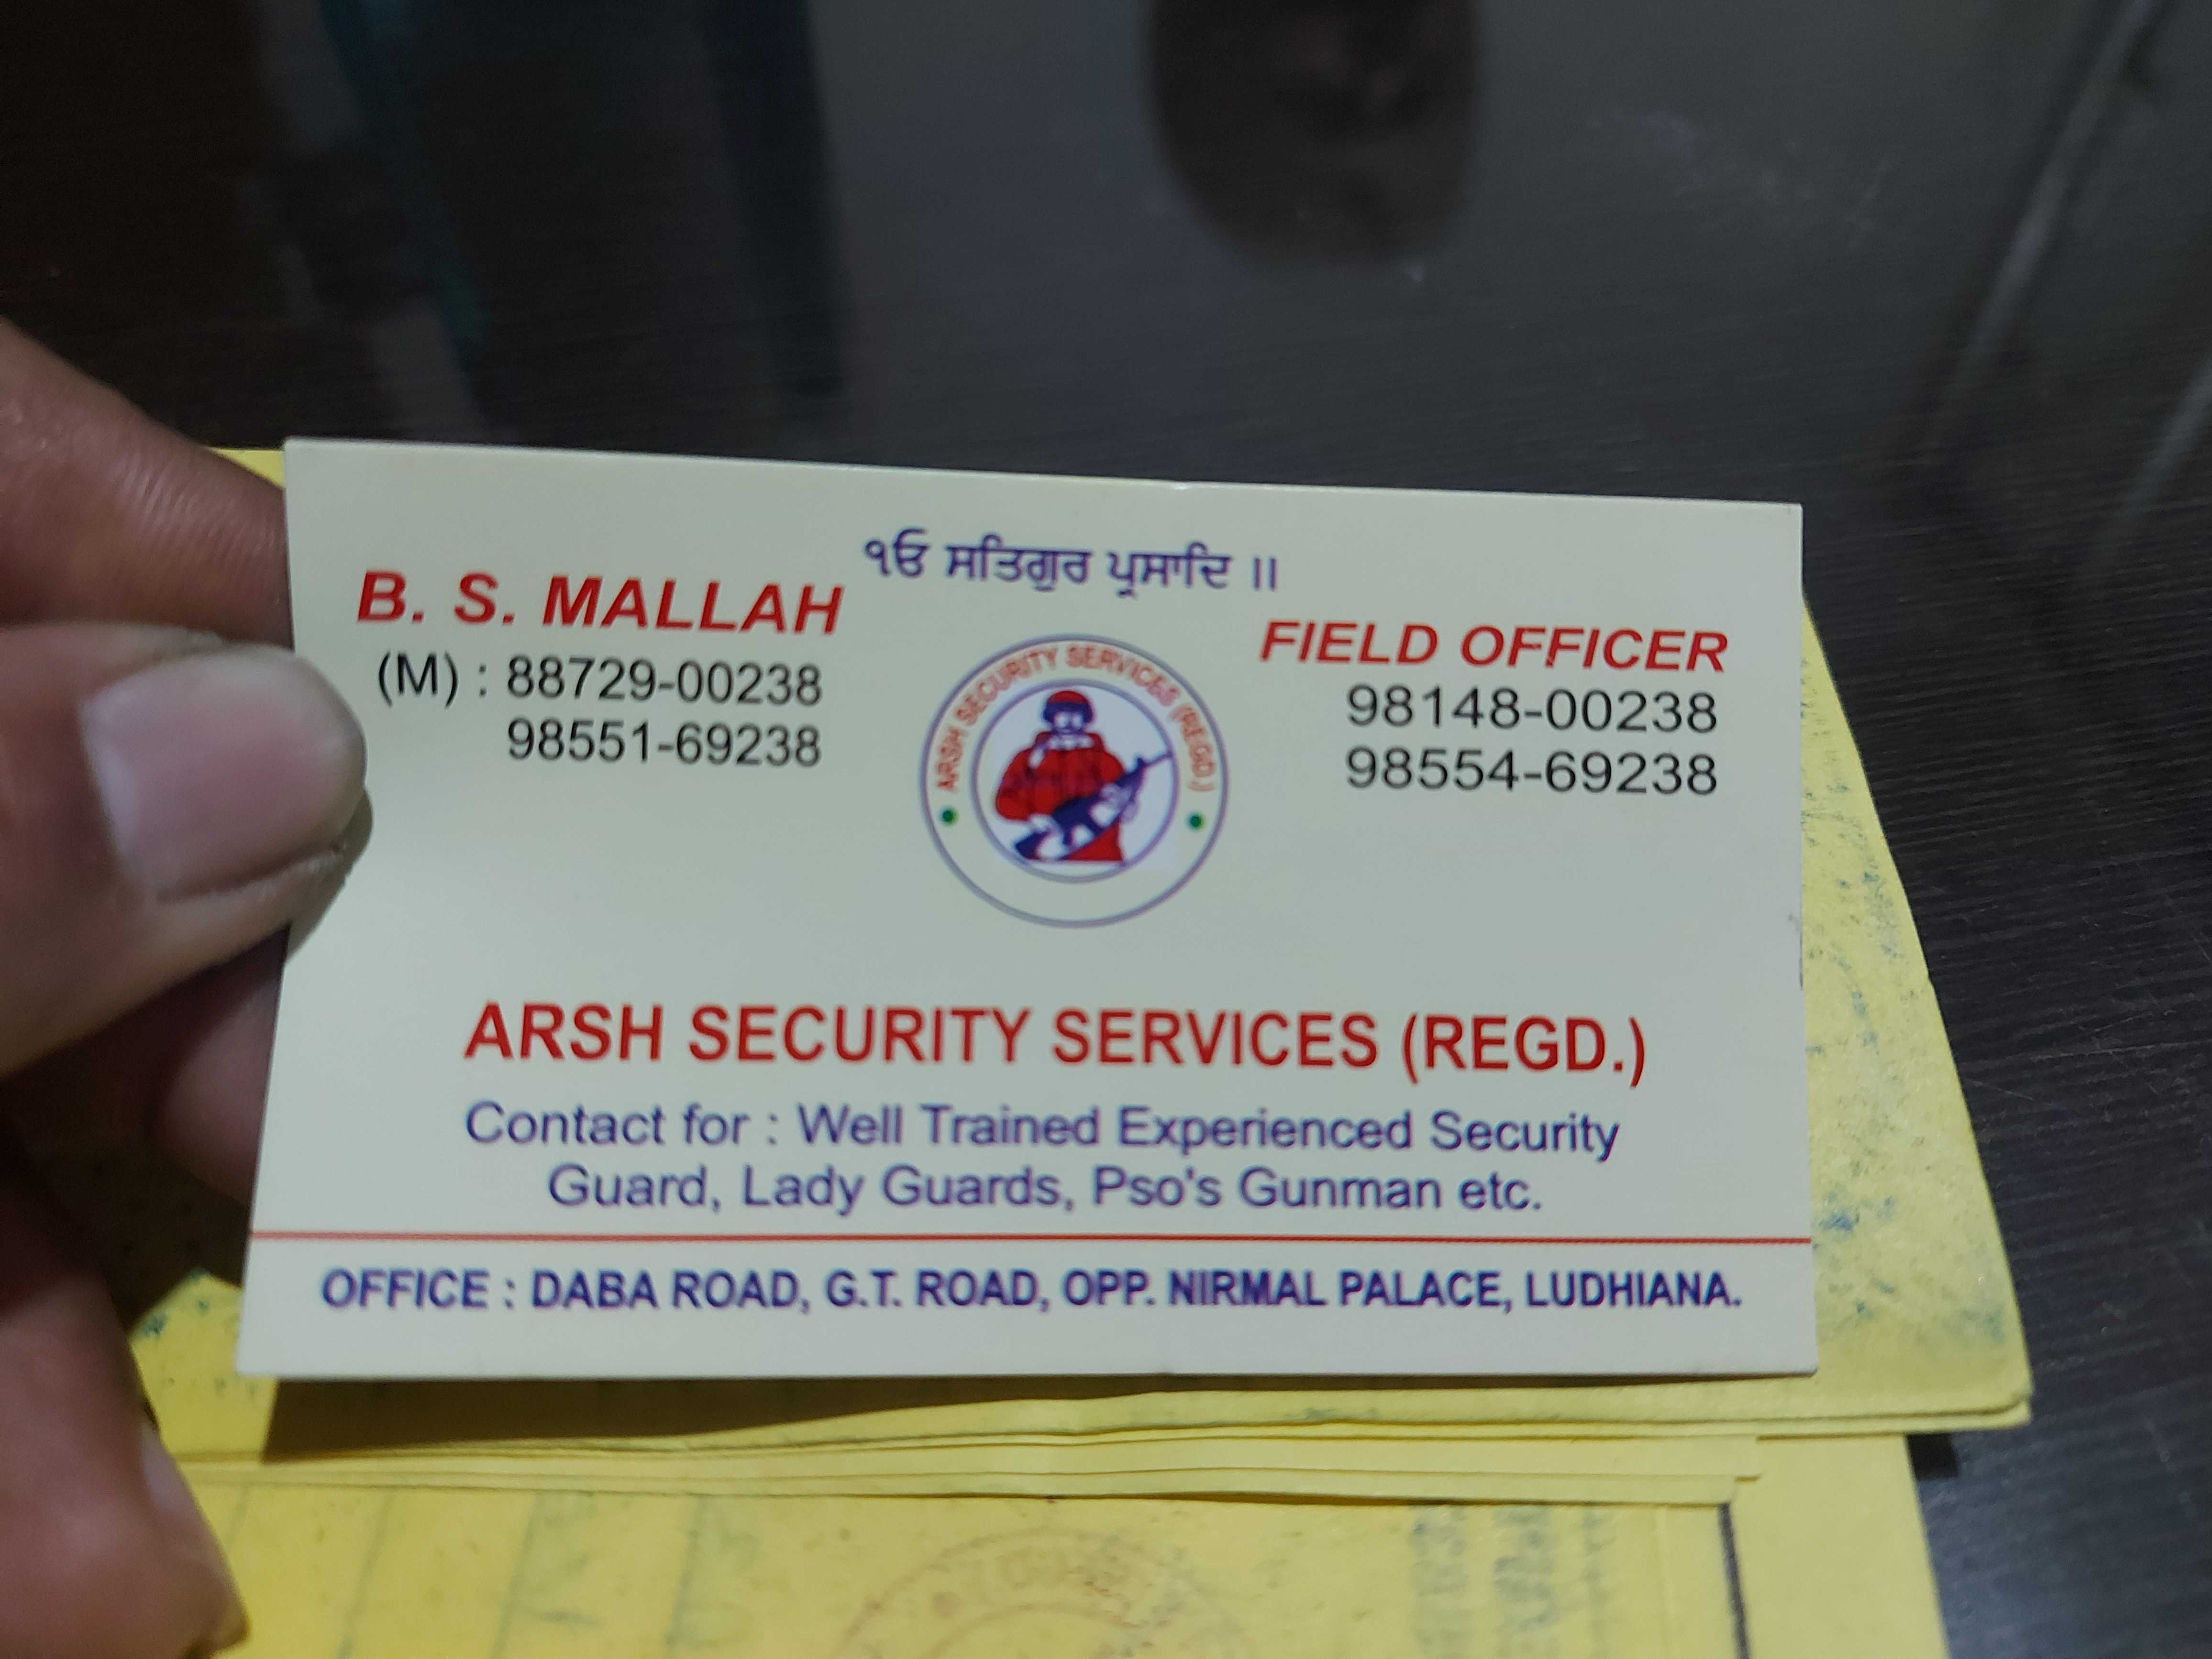 ੧ਓ ਸਤਿਗੁਰ ਪ੍ਰਸਾਦਿ ॥
B. S. MALLAH
(M) : 88729-00238
98551-69238
FIELD OFFICER
98148-00238
98554-69238
ARSH SECURITY SERVICES (REGD.)
ARSH SECURITY SERVICES (REGD.)
Contact for : Well Trained Experienced Security
Guard, Lady Guards, Pso's Gunman etc.
OFFICE : DABA ROAD, G.T. ROAD, OPP. NIRMAL PALACE, LUDHIANA.